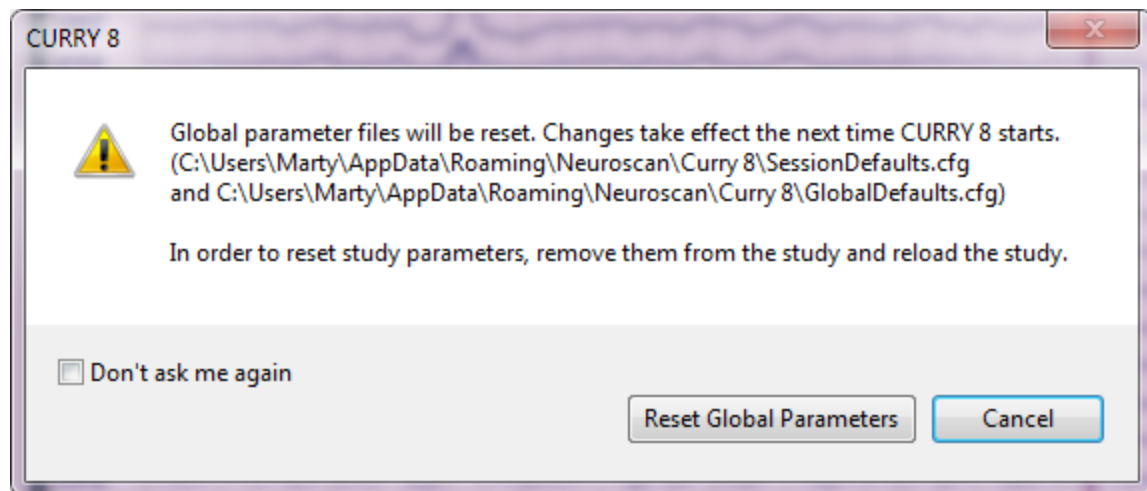 CURRY 8
Global parameter files will be reset. Changes take effect the next time CURRY 8 starts.
(C:\Users\Marty\AppData\Roaming\Neuroscan\Curry 8\SessionDefaults.cfg
and C:\Users\Marty\AppData\Roaming\Neuroscan\Curry 8\GlobalDefaults.cfg)
In order to reset study parameters, remove them from the study and reload the study.
Don't ask me again
Reset Global Parameters
Cancel